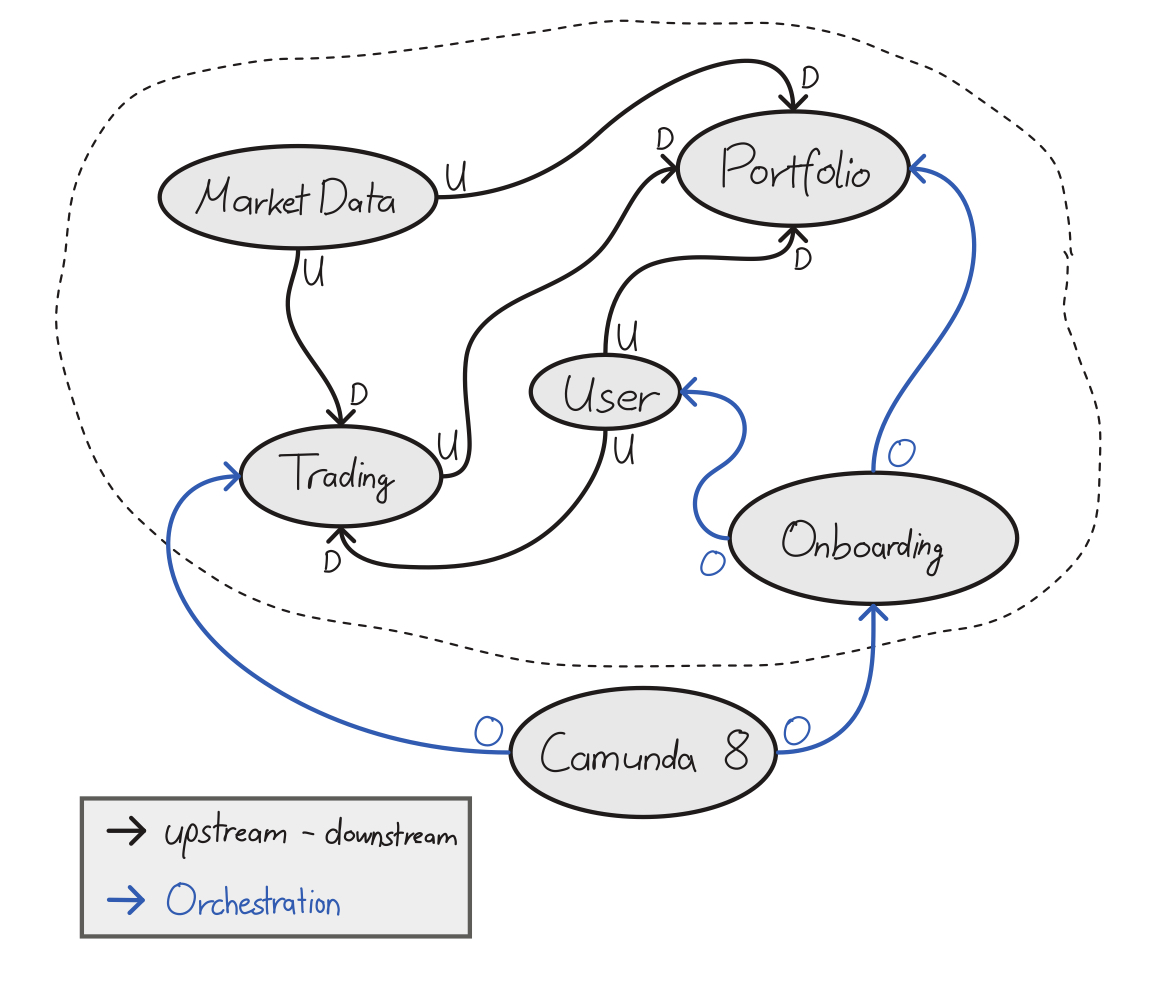 D
D
Portfolio
U
Market Data
U
D
D
U
User
U
U
Trading
D
O
Onboarding
O
O
O
Camunda 8
upstream - downstream
Orchestration